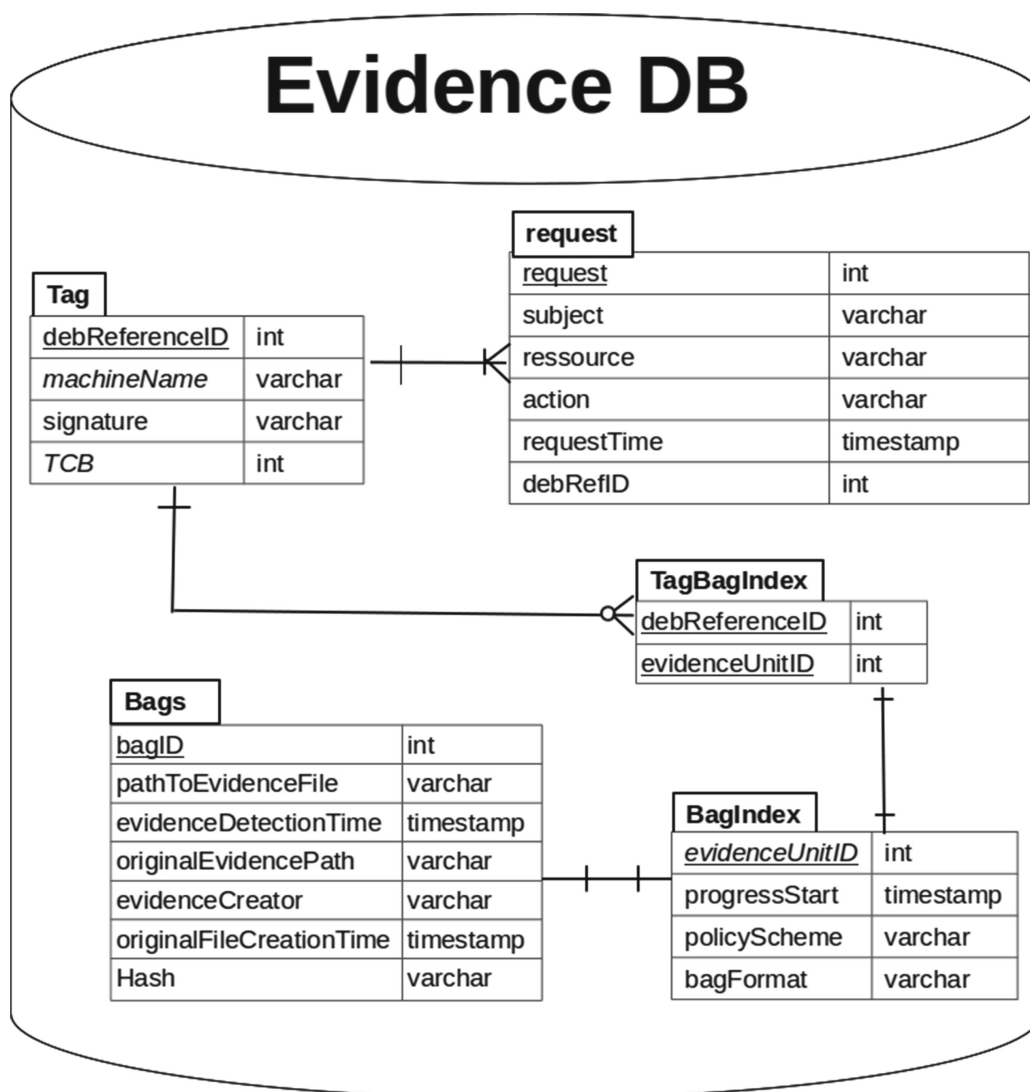 Evidence DB
request
request int
subject varchar
ressource varchar
action varchar
requestTime timestamp
debRefID int
Tag
debReferenceID int
machineName varchar
signature varchar
TCB int
TagBagIndex
debReferenceID int
evidenceUnitID int
Bags
bagID int
pathToEvidenceFile varchar
evidenceDetectionTime timestamp
originalEvidencePath varchar
evidenceCreator varchar
originalFileCreationTime timestamp
Hash varchar
BagIndex
evidenceUnitID int
progressStart timestamp
policyScheme varchar
bagFormat varchar